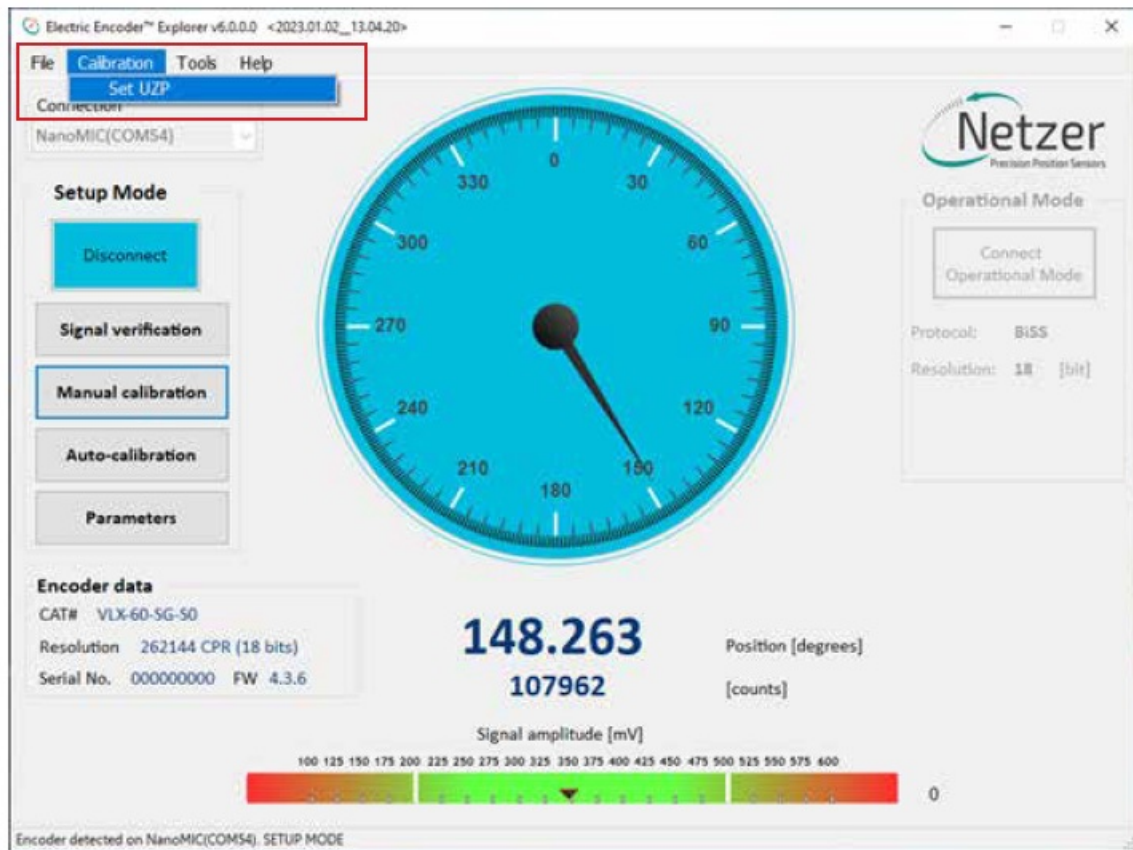 Electric Encoder™ Explorer v6.0.0.0 <2023.01.02__13.04.20>
File Calibration Tools Help
Set UZP
Connection
NanoMIC(COM54)
Netzer
Precision Position Sensors
Setup Mode
Disconnect
Signal verification
Manual calibration
Auto-calibration
Parameters
0
30
60
90
120
150
180
210
240
270
300
330
Operational Mode
Connect
Operational Mode
Protocol: BiSS
Resolution: 18 [bit]
Encoder data
CAT# VLX-60-SG-S0
Resolution 262144 CPR (18 bits)
Serial No. 000000000 FW 4.3.6
148.263 Position [degrees]
107962 [counts]
Signal amplitude [mV]
100 125 150 175 200 225 250 275 300 325 350 375 400 425 450 475 500 525 550 575 600
0
Encoder detected on NanoMIC(COM54). SETUP MODE